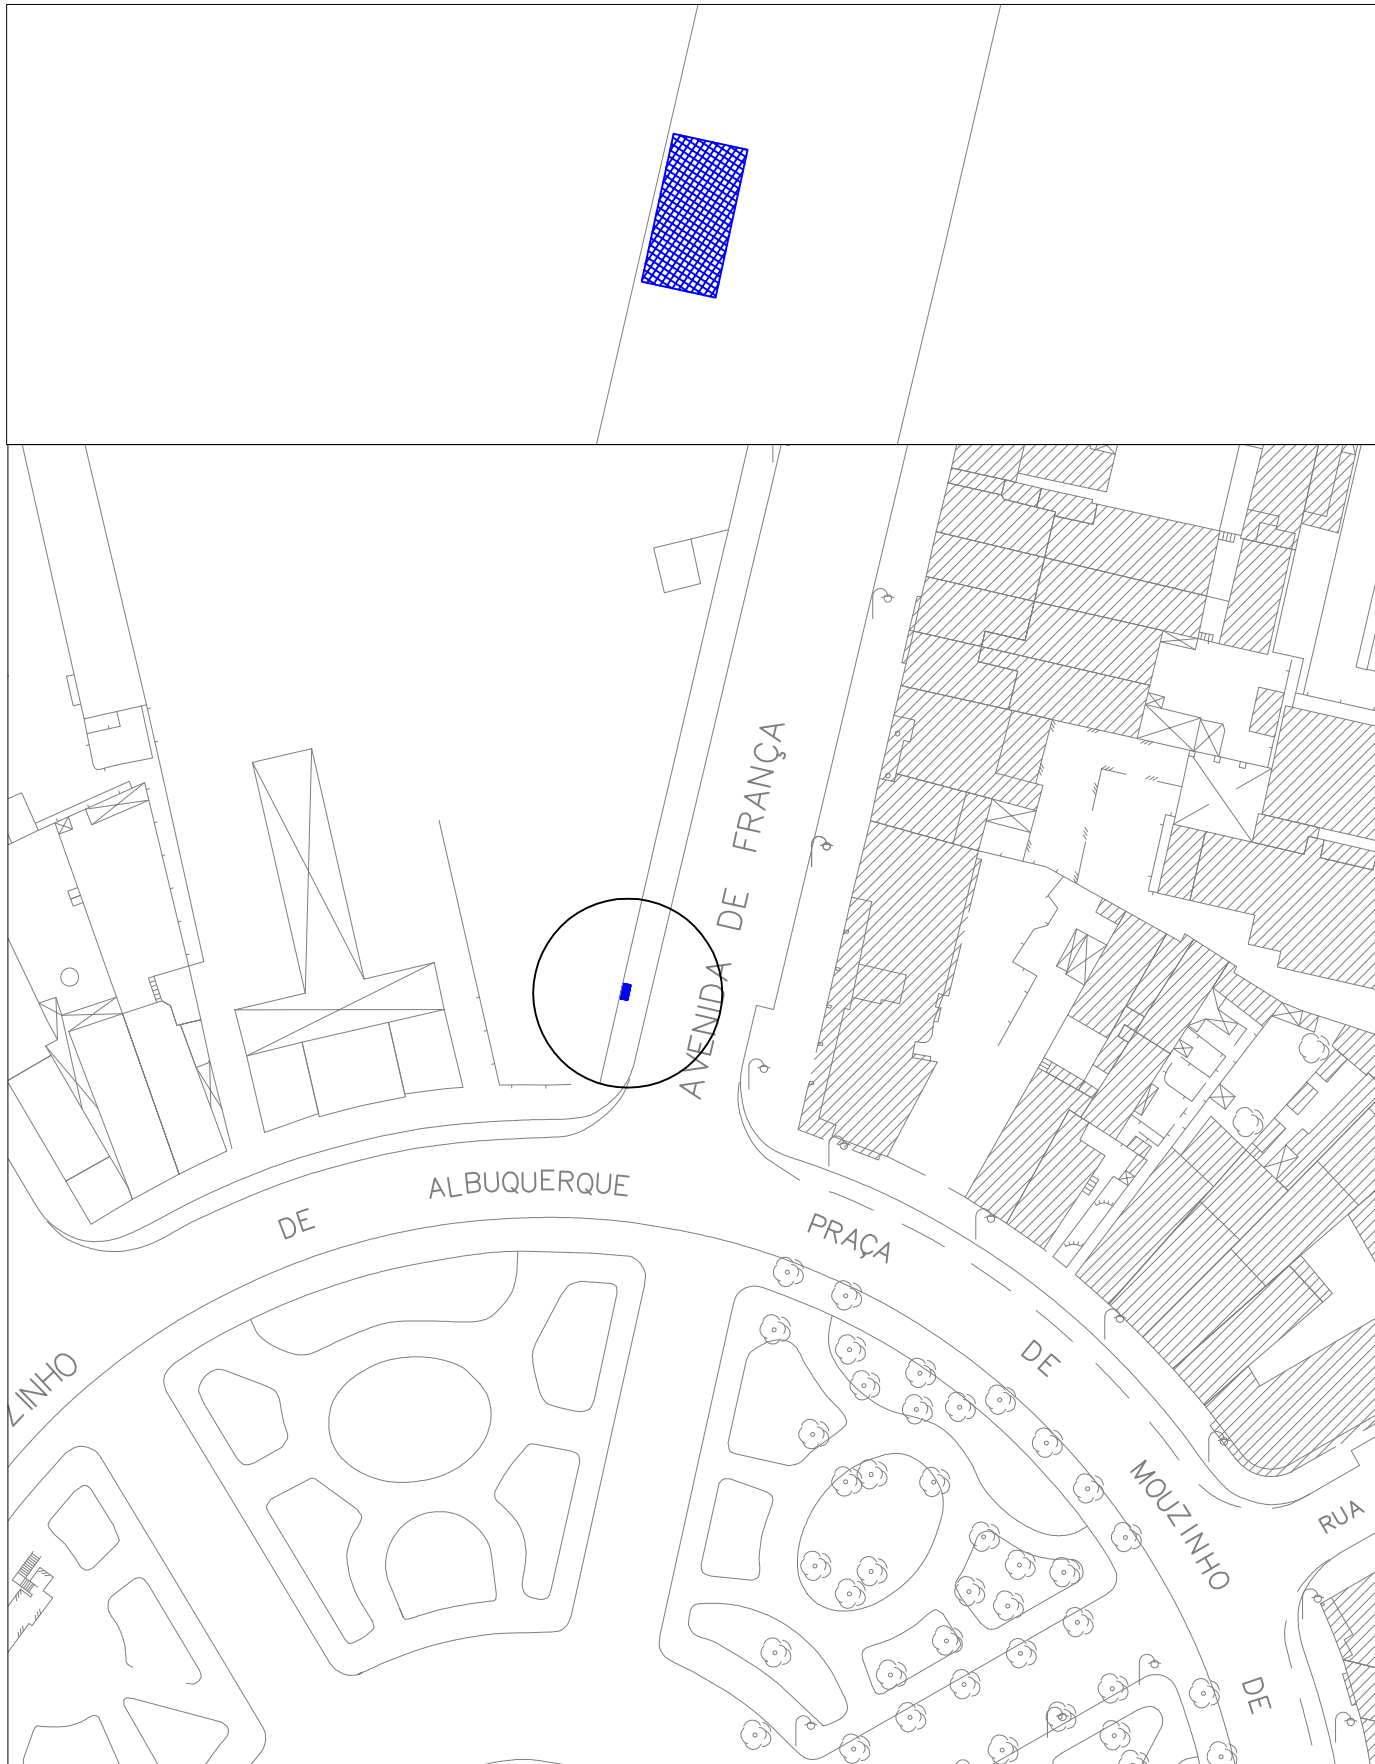 AVENIDA DE FRANÇA
DE ALBUQUERQUE
PRAÇA DE MOUZINHO DE
ZINHO
RUA